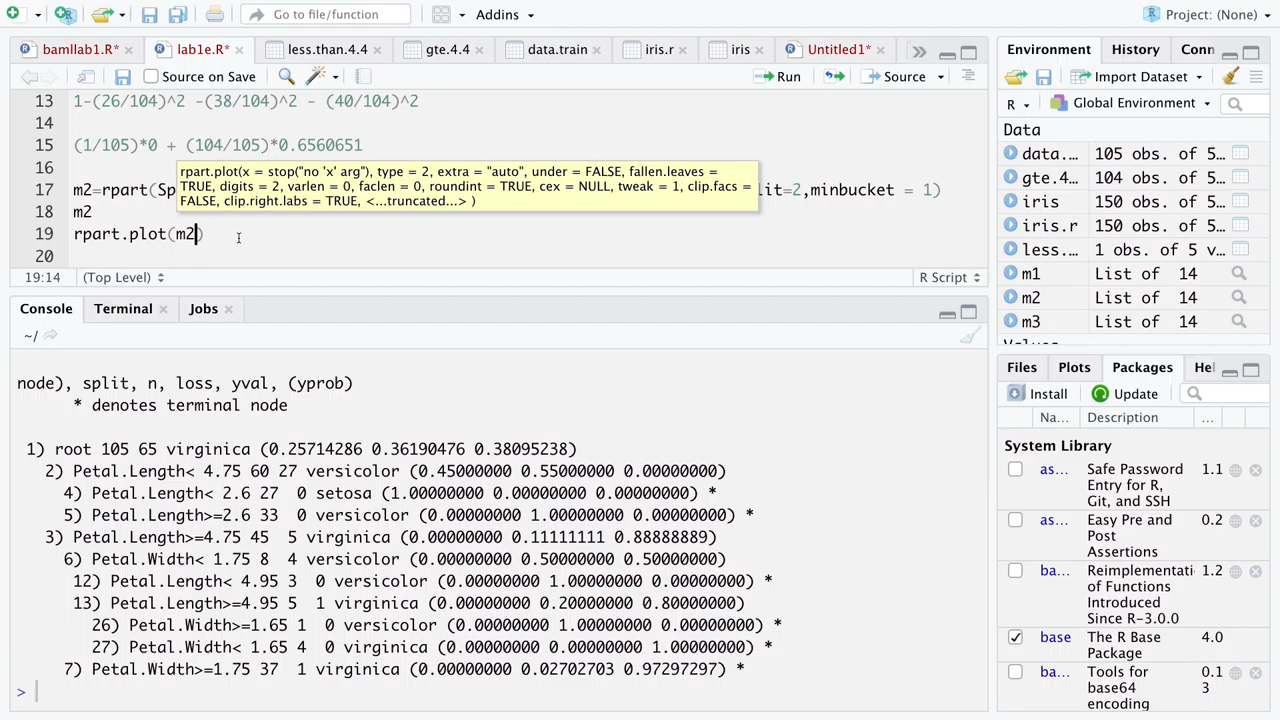 Go to file/function
Addins
Project: (None)
bamllab1.R*
lab1e.R*
less.than.4.4
gte.4.4
data.train
iris.r
iris
Untitled1*
Source on Save
Run
Source
13 1-(26/104)^2 -(38/104)^2 - (40/104)^2
14
15 (1/105)*0 + (104/105)*0.6560651
16
rpart.plot(x = stop("no 'x' arg"), type = 2, extra = "auto", under = FALSE, fallen.leaves =
TRUE, digits = 2, varlen = 0, faclen = 0, roundint = TRUE, cex = NULL, tweak = 1, clip.facs =
FALSE, clip.right.labs = TRUE, <...truncated...> )
17 m2=rpart(Sp lit=2,minbucket = 1)
18 m2
19 rpart.plot(m2)
20
19:14 (Top Level) R Script
Console Terminal Jobs
~/
node), split, n, loss, yval, (yprob)
* denotes terminal node
1) root 105 65 virginica (0.25714286 0.36190476 0.38095238)
2) Petal.Length< 4.75 60 27 versicolor (0.45000000 0.55000000 0.00000000)
4) Petal.Length< 2.6 27 0 setosa (1.00000000 0.00000000 0.00000000) *
5) Petal.Length>=2.6 33 0 versicolor (0.00000000 1.00000000 0.00000000) *
3) Petal.Length>=4.75 45 5 virginica (0.00000000 0.11111111 0.88888889)
6) Petal.Width< 1.75 8 4 versicolor (0.00000000 0.50000000 0.50000000)
12) Petal.Length< 4.95 3 0 versicolor (0.00000000 1.00000000 0.00000000) *
13) Petal.Length>=4.95 5 1 virginica (0.00000000 0.20000000 0.80000000)
26) Petal.Width>=1.65 1 0 versicolor (0.00000000 1.00000000 0.00000000) *
27) Petal.Width< 1.65 4 0 virginica (0.00000000 0.00000000 1.00000000) *
7) Petal.Width>=1.75 37 1 virginica (0.00000000 0.02702703 0.97297297) *
>
Environment History Conn
Import Dataset
R Global Environment
Data
data.… 105 obs. of 5…
gte.4… 104 obs. of 5…
iris 150 obs. of 5…
iris.r 150 obs. of 5…
less.… 1 obs. of 5 v…
m1 List of 14
m2 List of 14
m3 List of 14
Files Plots Packages He
Install Update
Na… Description …
System Library
as… Safe Password 1.1
Entry for R,
Git, and SSH
as… Easy Pre and 0.2
Post
Assertions
ba… Reimplementati 1.2
of Functions
Introduced
Since R-3.0.0
base The R Base 4.0
Package
ba… Tools for 0.1
base64 3
encoding